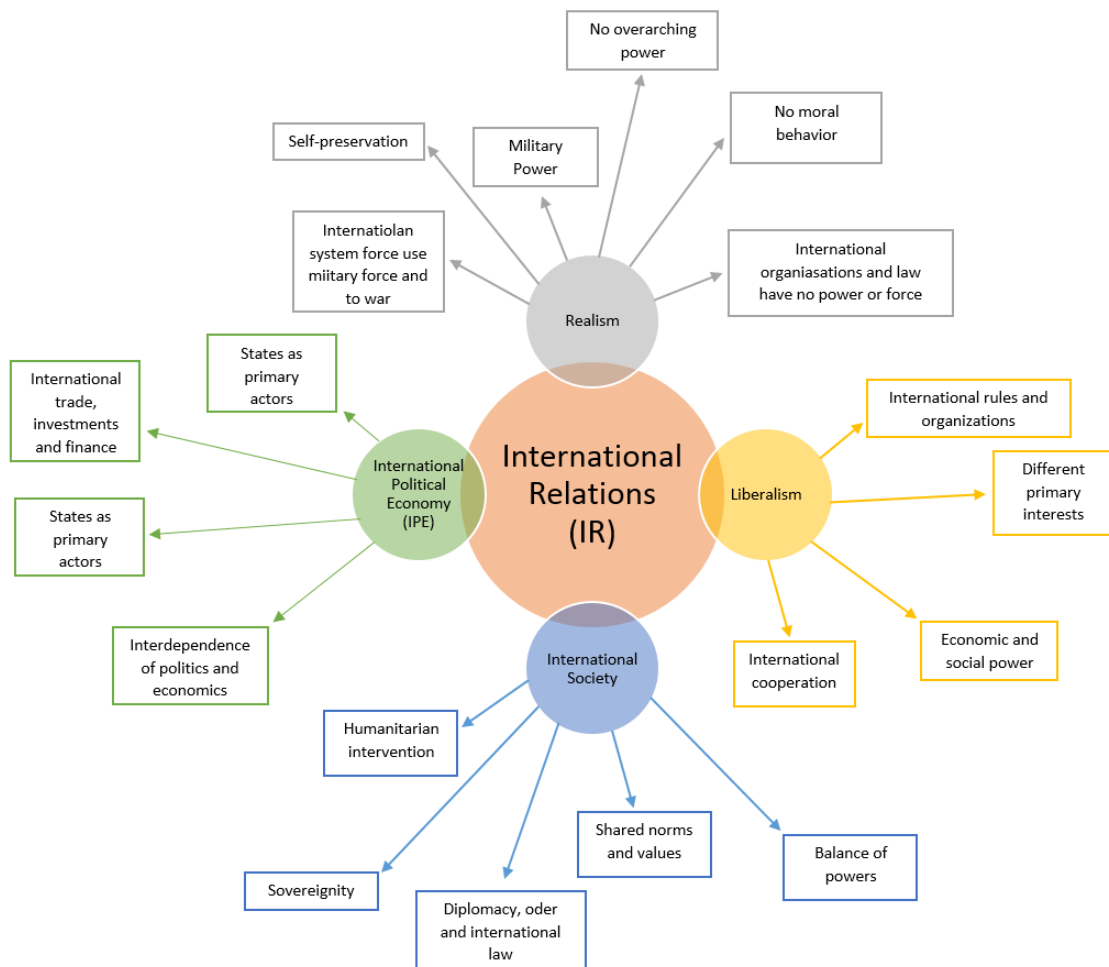 No overarching
power
No moral
behavior
Self-preservation
Military
Power
Internatiolan
system force use
miitary force and
to war
International
organiasations and law
have no power or force
Realism
States as
primary
actors
International
trade,
investments
and finance
International
Political
Economy
(IPE)
States as
primary
actors
Interdependence
of politics and
economics
International
Relations
(IR)
Liberalism
International rules and
organizations
Different
primary
interests
Economic and
social power
International
cooperation
International
Society
Humanitarian
intervention
Sovereignity
Diplomacy, oder
and international
law
Shared norms
and values
Balance of
powers